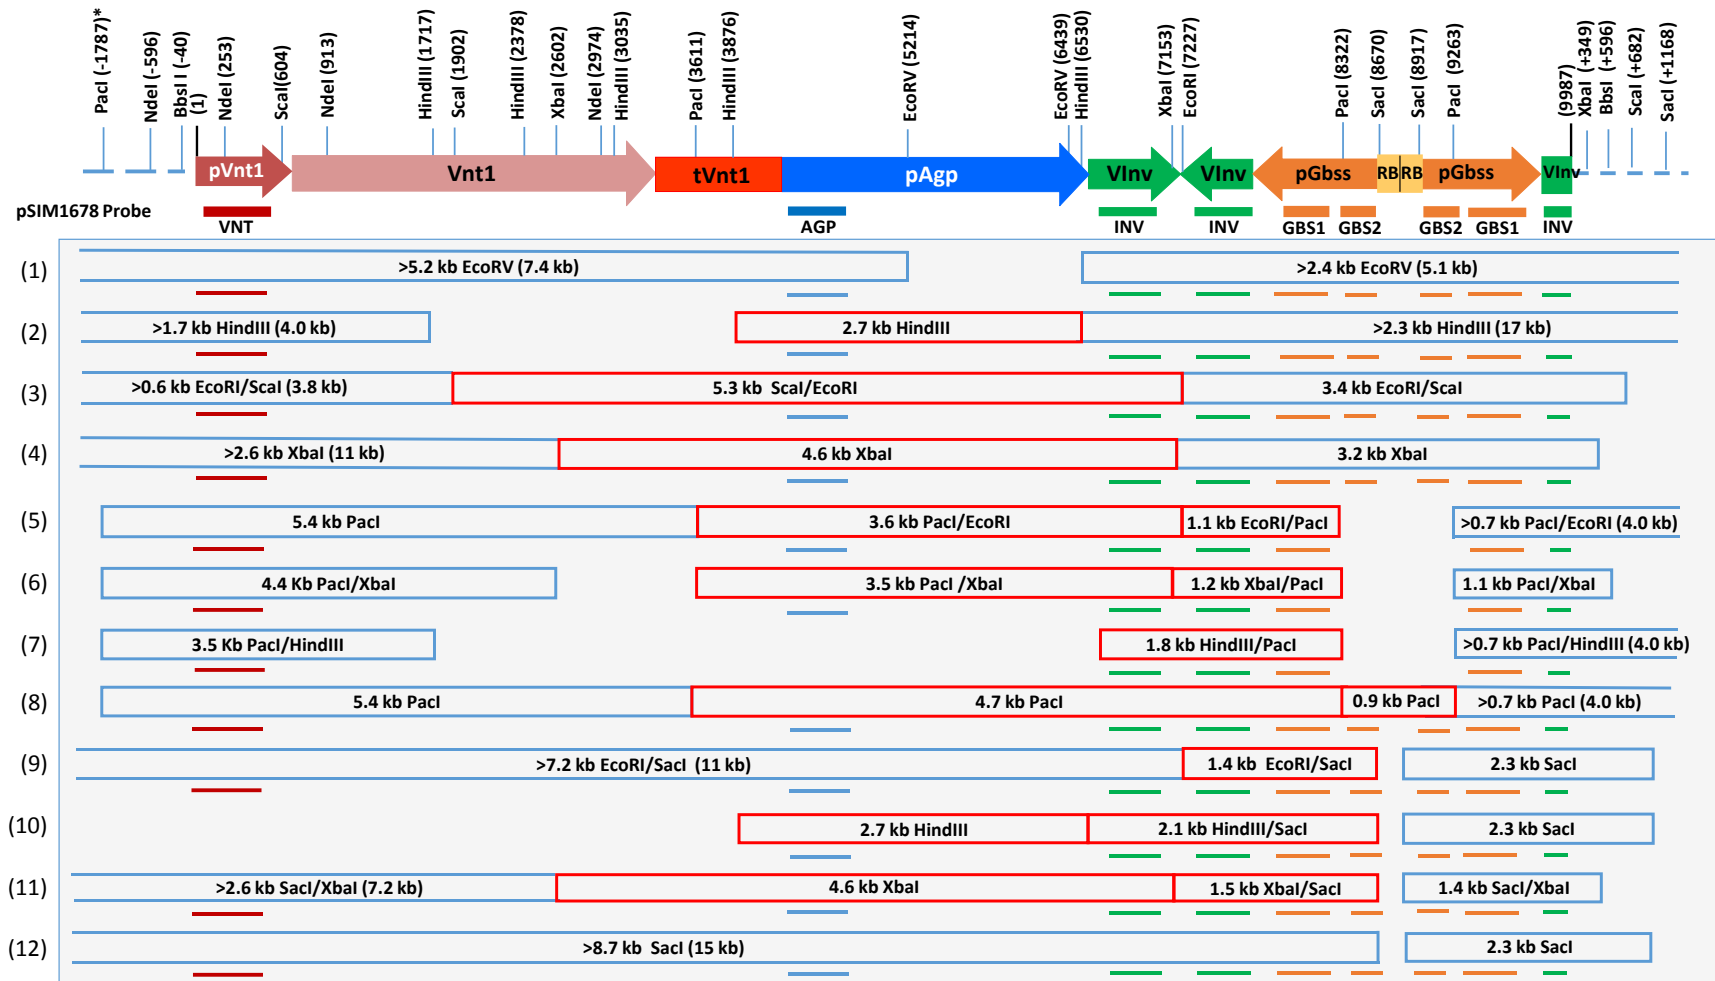 PacI (-1787)*
NdeI (-596)
BbsI I (-40)
(1)
NdeI (253)
ScaI(604)
NdeI (913)
HindIII (1717)
ScaI (1902)
HindIII (2378)
XbaI (2602)
NdeI (2974)
HindIII (3035)
PacI (3611)
HindIII (3876)
EcoRV (5214)
EcoRV (6439)
HindIII (6530)
XbaI (7153)
EcoRI (7227)
PacI (8322)
SacI (8670)
SacI (8917)
PacI (9263)
(9987)
XbaI (+349)
BbsI (+596)
ScaI (+682)
SacI (+1168)
pVnt1 Vnt1 tVnt1 pAgp VInv VInv pGbss RB RB pGbss VInv
pSIM1678 Probe
VNT AGP INV INV GBS1 GBS2 GBS2 GBS1 INV
(1) >5.2 kb EcoRV (7.4 kb) >2.4 kb EcoRV (5.1 kb)
(2) >1.7 kb HindIII (4.0 kb) 2.7 kb HindIII >2.3 kb HindIII (17 kb)
(3) >0.6 kb EcoRI/ScaI (3.8 kb) 5.3 kb ScaI/EcoRI 3.4 kb EcoRI/ScaI
(4) >2.6 kb XbaI (11 kb) 4.6 kb XbaI 3.2 kb XbaI
(5) 5.4 kb PacI 3.6 kb PacI/EcoRI 1.1 kb EcoRI/PacI >0.7 kb PacI/EcoRI (4.0 kb)
(6) 4.4 Kb PacI/XbaI 3.5 kb PacI /XbaI 1.2 kb XbaI/PacI 1.1 kb PacI/XbaI
(7) 3.5 Kb PacI/HindIII 1.8 kb HindIII/PacI >0.7 kb PacI/HindIII (4.0 kb)
(8) 5.4 kb PacI 4.7 kb PacI 0.9 kb PacI >0.7 kb PacI (4.0 kb)
(9) >7.2 kb EcoRI/SacI (11 kb) 1.4 kb EcoRI/SacI 2.3 kb SacI
(10) 2.7 kb HindIII 2.1 kb HindIII/SacI 2.3 kb SacI
(11) >2.6 kb SacI/XbaI (7.2 kb) 4.6 kb XbaI 1.5 kb XbaI/SacI 1.4 kb SacI/XbaI
(12) >8.7 kb SacI (15 kb) 2.3 kb SacI